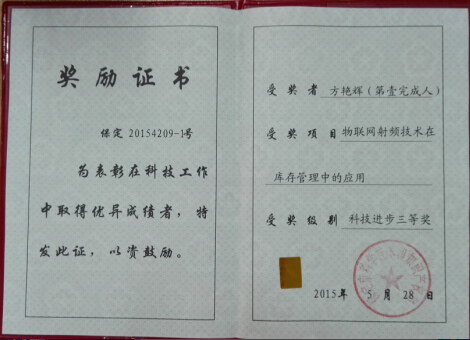 奖励证书
保定 20154209-1号
为表彰在科技工作
中取得优异成绩者，特
发此证，以资鼓励。
受奖者 方艳辉（第壹完成人）
受奖项目 物联网射频技术在
库存管理中的应用
受奖级别 科技进步三等奖
2015年 5月 28日